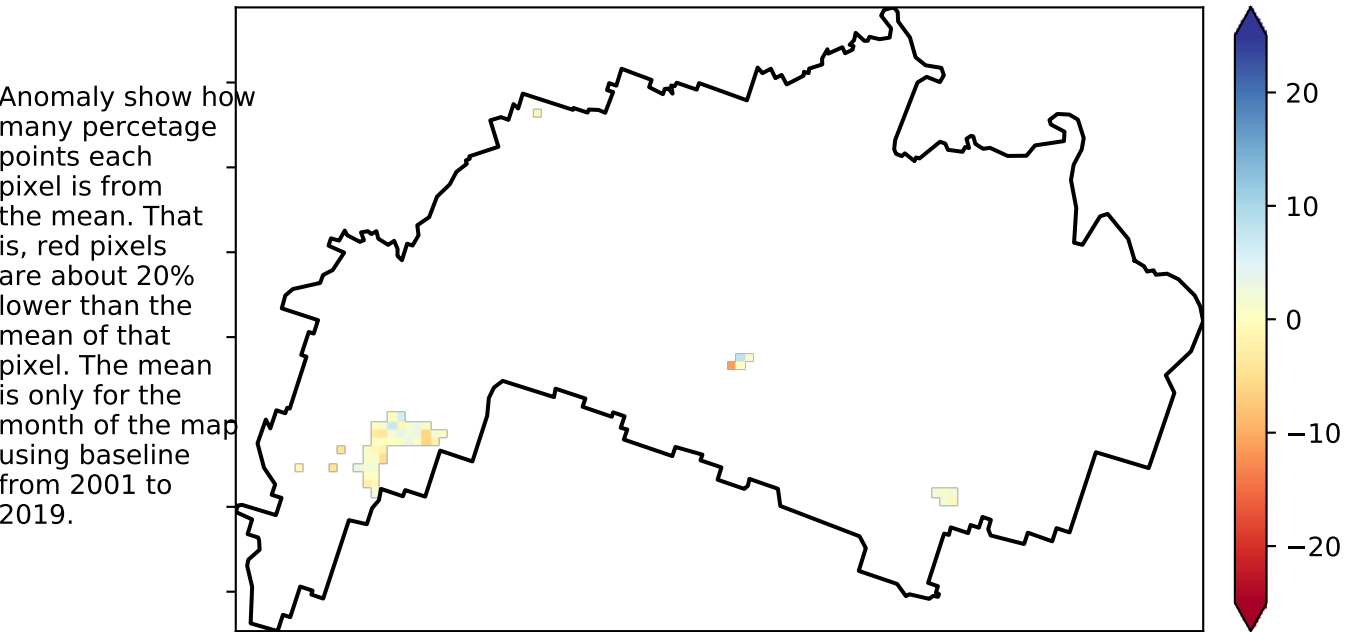 Anomaly show how
many percetage
points each
pixel is from
the mean. That
is, red pixels
are about 20%
lower than the
mean of that
pixel. The mean
is only for the
month of the map
using baseline
from 2001 to
2019.
20
10
0
−10
−20